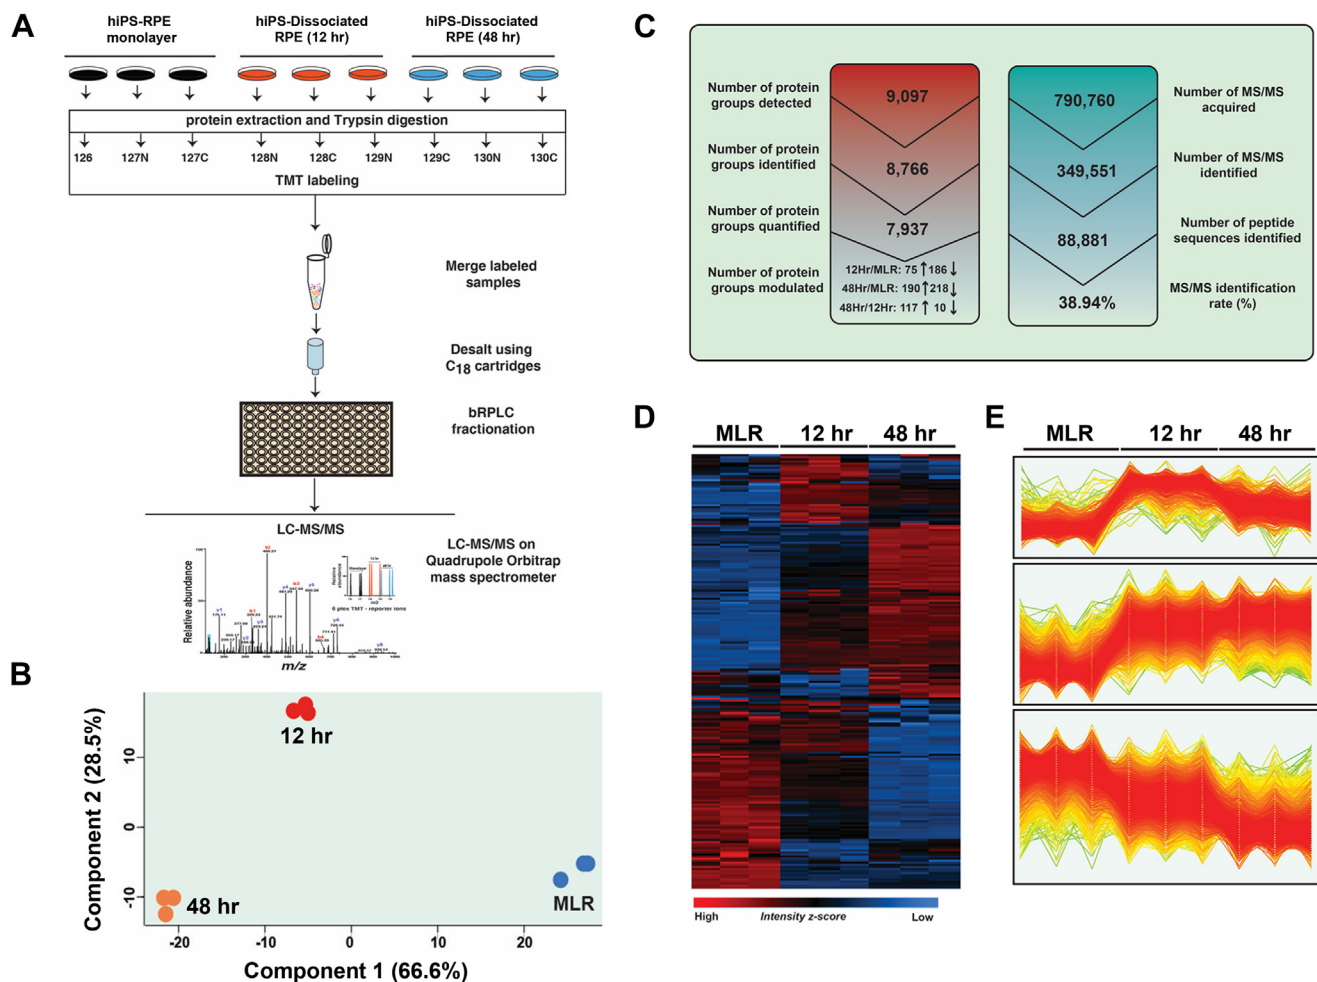 A
hiPS-RPE
monolayer
hiPS-Dissociated
RPE (12 hr)
hiPS-Dissociated
RPE (48 hr)
protein extraction and Trypsin digestion
126 127N 127C 128N 128C 129N 129C 130N 130C
TMT labeling
Merge labeled
samples
Desalt using
C18 cartridges
bRPLC
fractionation
LC-MS/MS
LC-MS/MS on
Quadrupole Orbitrap
mass spectrometer
Relative abundance
m/z
6 plex TMT - reporter ions
B
Component 2 (28.5%)
10
0
-10
12 hr
48 hr
MLR
-20 -10 0 10 20
Component 1 (66.6%)
C
Number of protein
groups detected
9,097
790,760
Number of MS/MS
acquired
Number of protein
groups identified
8,766
349,551
Number of MS/MS
identified
Number of protein
groups quantified
7,937
88,881
Number of peptide
sequences identified
Number of protein
groups modulated
12Hr/MLR: 75 ↑ 186 ↓
48Hr/MLR: 190 ↑ 218 ↓
48Hr/12Hr: 117 ↑ 10 ↓
38.94%
MS/MS identification
rate (%)
D
MLR 12 hr 48 hr
High Intensity z-score Low
E
MLR 12 hr 48 hr